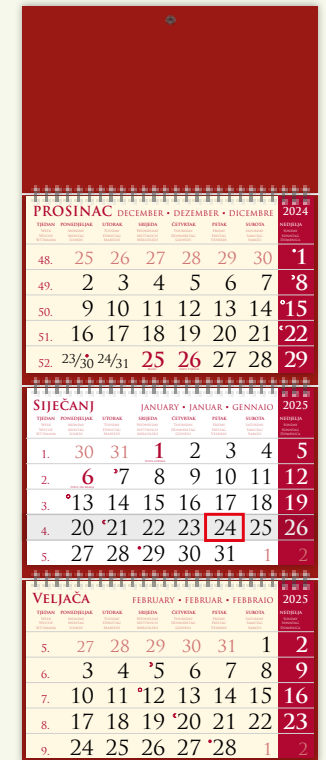 PROSINAC DECEMBER • DEZEMBER • DICEMBRE 2024
TJEDAN PONEDJELJAK UTORAK SRIJEDA ČETVRTAK PETAK SUBOTA NEDJELJA
48. 25 26 27 28 29 30 1
49. 2 3 4 5 6 7 8
50. 9 10 11 12 13 14 15
51. 16 17 18 19 20 21 22
52. 23/30 24/31 25 26 27 28 29
SIJEČANJ JANUARY • JANUAR • GENNAIO 2025
TJEDAN PONEDJELJAK UTORAK SRIJEDA ČETVRTAK PETAK SUBOTA NEDJELJA
1. 30 31 1 2 3 4 5
2. 6 7 8 9 10 11 12
3. 13 14 15 16 17 18 19
4. 20 21 22 23 24 25 26
5. 27 28 29 30 31 1 2
VELJAČA FEBRUARY • FEBRUAR • FEBBRAIO 2025
TJEDAN PONEDJELJAK UTORAK SRIJEDA ČETVRTAK PETAK SUBOTA NEDJELJA
5. 27 28 29 30 31 1 2
6. 3 4 5 6 7 8 9
7. 10 11 12 13 14 15 16
8. 17 18 19 20 21 22 23
9. 24 25 26 27 28 1 2